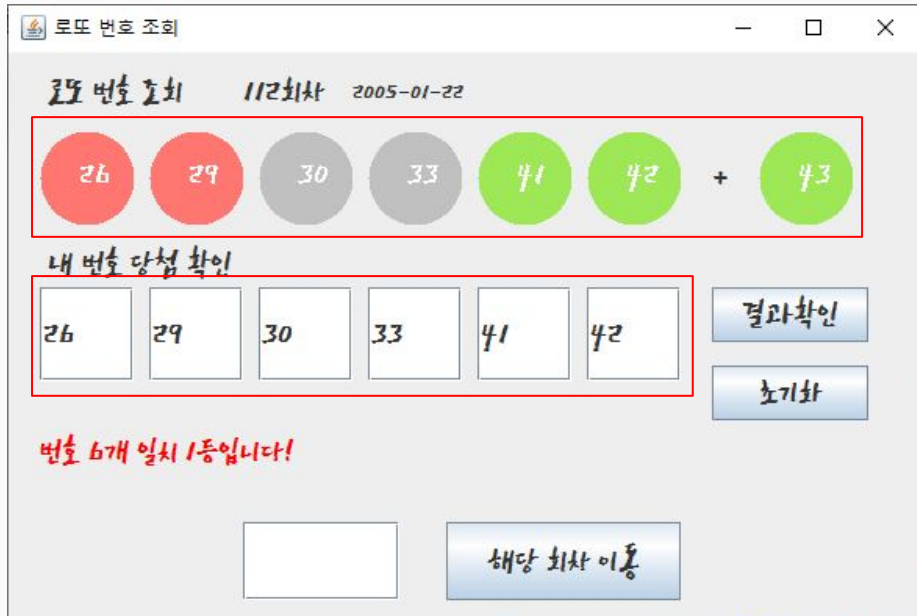 로또 번호 조회
로또 번호 조회 112회차 2005-01-22
26 29 30 33 41 42 + 43
내 번호 당첨 확인
26 29 30 33 41 42 결과확인
초기화
번호 6개 일치 1등입니다!
해당 회차 이동